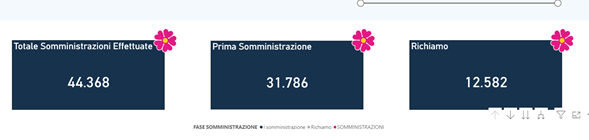 Totale Somministrazioni Effettuate
44.368
Prima Somministrazione
31.786
Richiamo
12.582
FASE SOMMINISTRAZIONE I somministrazione Richiamo SOMMINISTRAZIONI